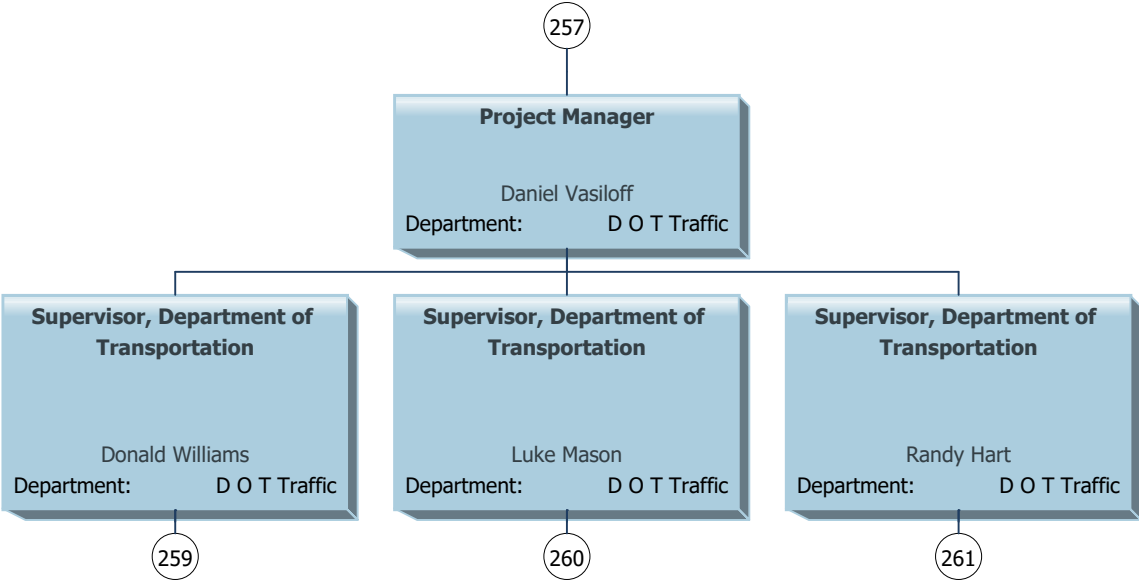 257
Project Manager
Daniel Vasiloff
Department: D O T Traffic
Supervisor, Department of
Transportation
Donald Williams
Department: D O T Traffic
259
Supervisor, Department of
Transportation
Luke Mason
Department: D O T Traffic
260
Supervisor, Department of
Transportation
Randy Hart
Department: D O T Traffic
261